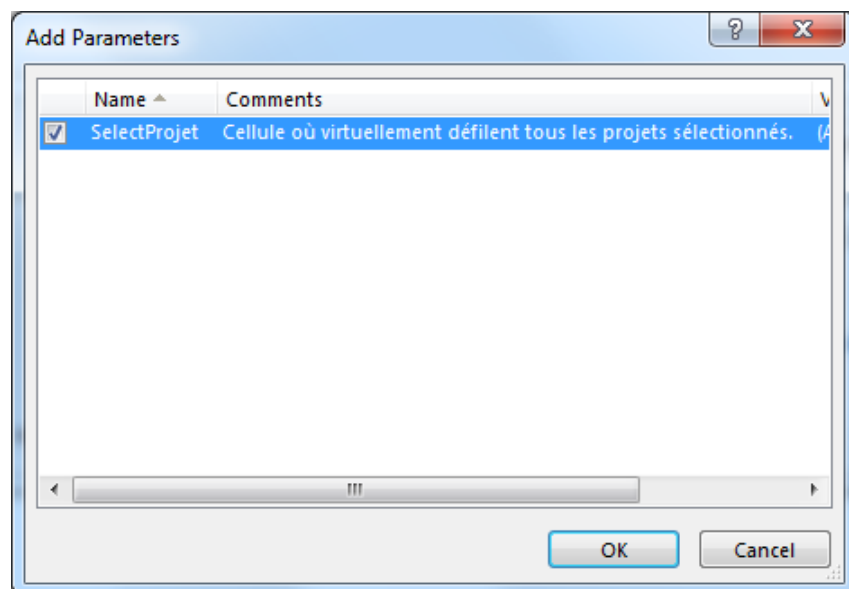 Add Parameters
Name Comments V
SelectProjet Cellule où virtuellement défilent tous les projets sélectionnés. (A
OK Cancel